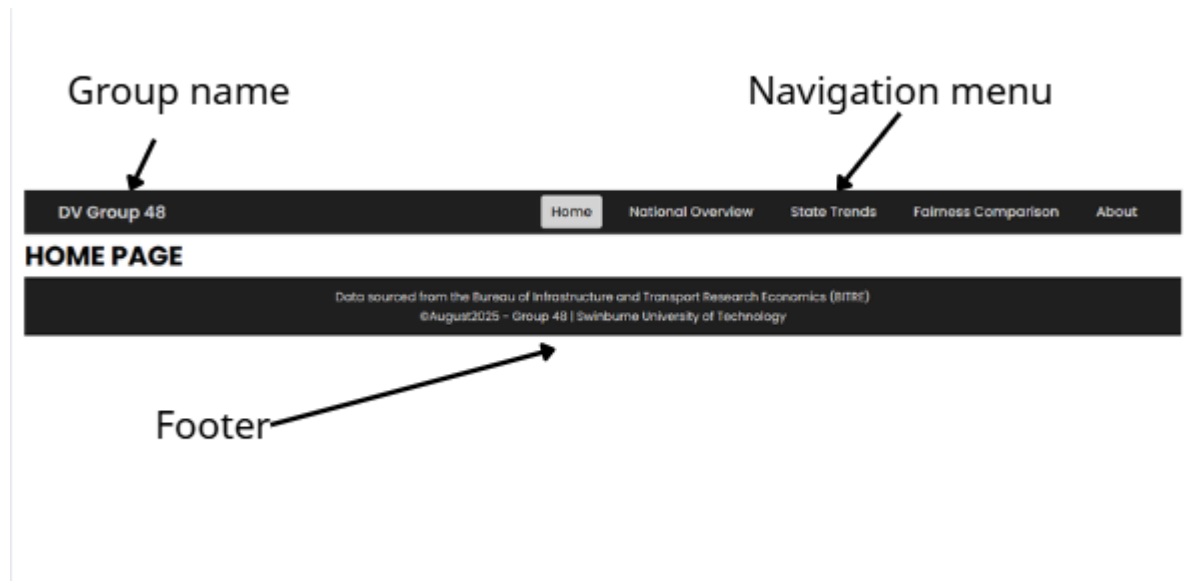 Group name
Navigation menu
DV Group 48
Home
National Overview
State Trends
Fairness Comparison
About
HOME PAGE
Data sourced from the Bureau of Infrastructure and Transport Research Economics (BITRE)
©August2025 - Group 48 | Swinburne University of Technology
Footer